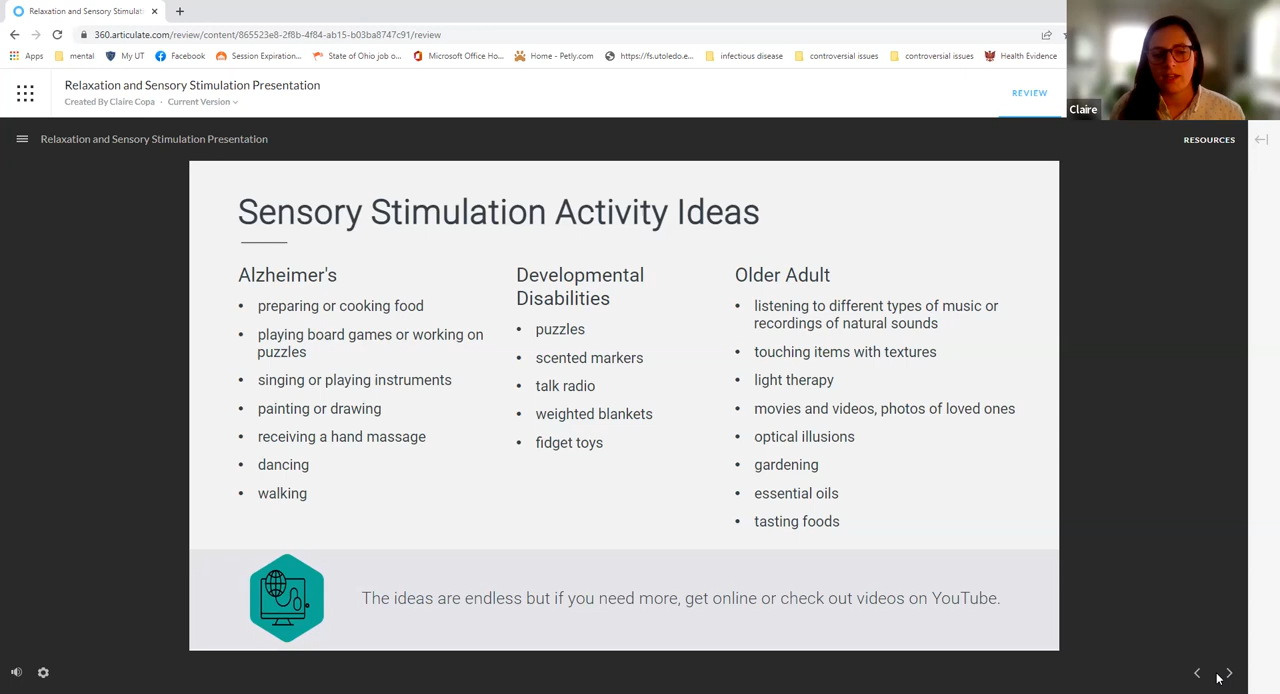 Relaxation and Sensory Stimulati
360.articulate.com/review/content/865523e8-2f8b-4f84-ab15-b03ba8747c91/review
Apps mental My UT Facebook Session Expiration... State of Ohio job o... Microsoft Office Ho... Home - Petly.com https://fs.utoledo.e... infectious disease controversial issues controversial issues Health Evidence
Relaxation and Sensory Stimulation Presentation
Created By Claire Copa · Current Version
REVIEW
Claire
Relaxation and Sensory Stimulation Presentation
RESOURCES
Sensory Stimulation Activity Ideas
Alzheimer's
• preparing or cooking food
• playing board games or working on
puzzles
• singing or playing instruments
• painting or drawing
• receiving a hand massage
• dancing
• walking
Developmental
Disabilities
• puzzles
• scented markers
• talk radio
• weighted blankets
• fidget toys
Older Adult
• listening to different types of music or
recordings of natural sounds
• touching items with textures
• light therapy
• movies and videos, photos of loved ones
• optical illusions
• gardening
• essential oils
• tasting foods
The ideas are endless but if you need more, get online or check out videos on YouTube.